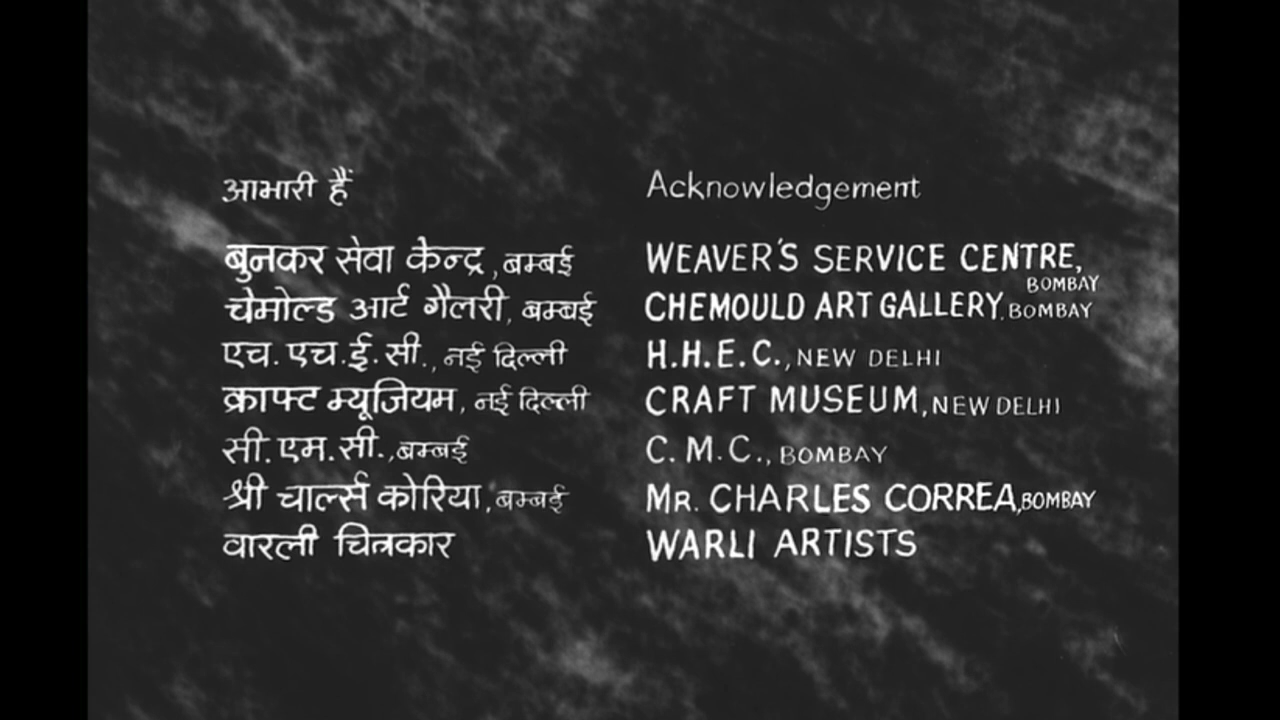 आभारी हैं
बुनकर सेवा केन्द्र, बम्बई
चेमोल्ड आर्ट गैलरी, बम्बई
एच. एच. ई. सी., नई दिल्ली
क्राफ्ट म्यूजियम, नई दिल्ली
सी. एम. सी., बम्बई
श्री चार्ल्स कोरिया, बम्बई
वारली चित्रकार
Acknowledgement
WEAVER'S SERVICE CENTRE,
BOMBAY
CHEMOULD ART GALLERY, BOMBAY
H.H.E.C., NEW DELHI
CRAFT MUSEUM, NEW DELHI
C. M. C., BOMBAY
MR. CHARLES CORREA, BOMBAY
WARLI ARTISTS